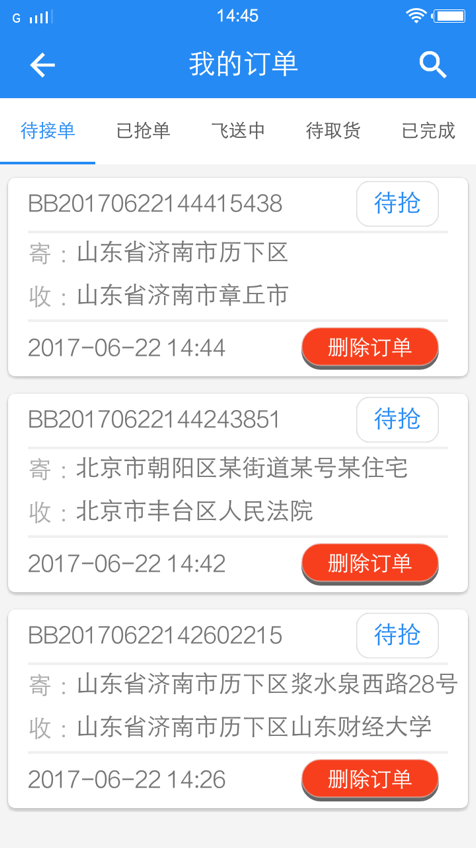 G 14:45
我的订单
待接单 已抢单 飞送中 待取货 已完成
BB20170622144415438 待抢
寄：山东省济南市历下区
收：山东省济南市章丘市
2017-06-22 14:44 删除订单
BB20170622144243851 待抢
寄：北京市朝阳区某街道某号某住宅
收：北京市丰台区人民法院
2017-06-22 14:42 删除订单
BB20170622142602215 待抢
寄：山东省济南市历下区浆水泉西路28号
收：山东省济南市历下区山东财经大学
2017-06-22 14:26 删除订单